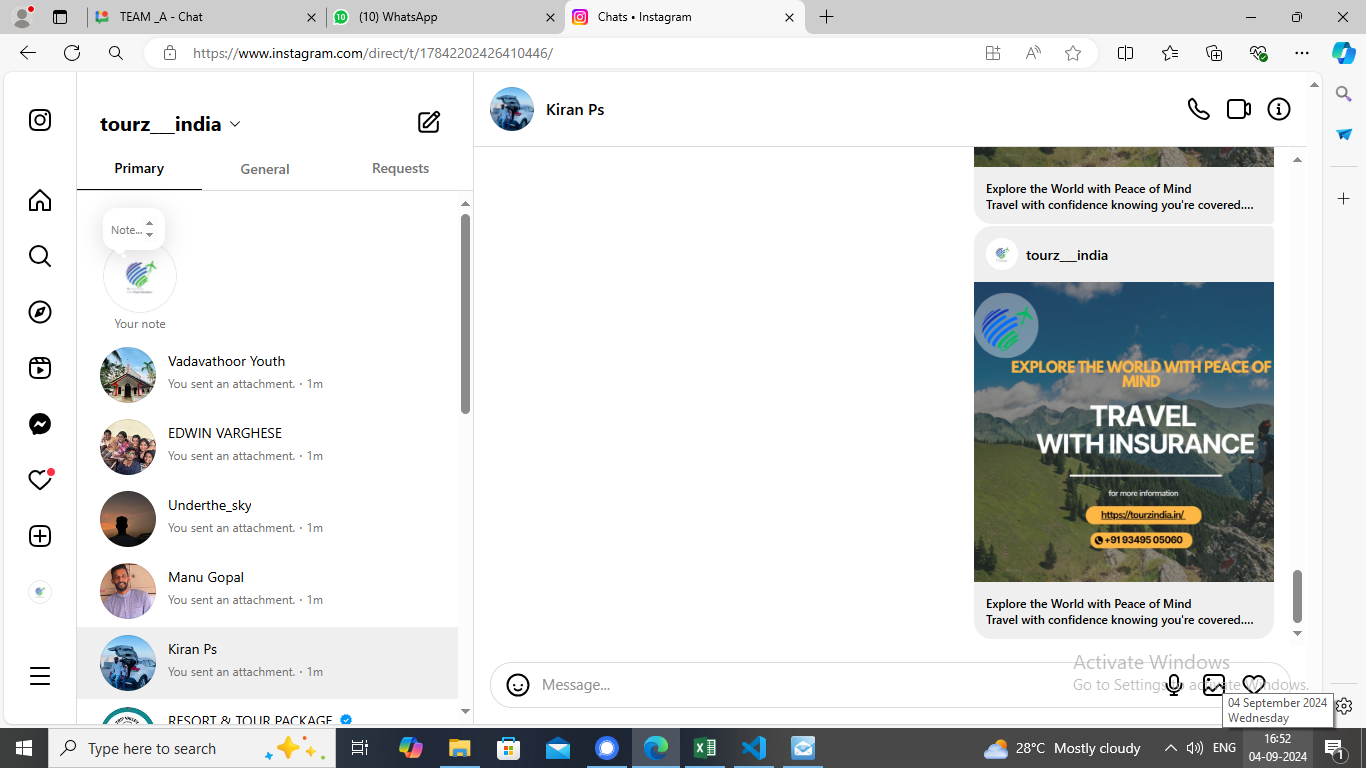 TEAM _A - Chat
(10) WhatsApp
Chats • Instagram
https://www.instagram.com/direct/t/17842202426410446/
tourz___india
Primary
General
Requests
Note...
Your note
Vadavathoor Youth
You sent an attachment. · 1m
EDWIN VARGHESE
You sent an attachment. · 1m
Underthe_sky
You sent an attachment. · 1m
Manu Gopal
You sent an attachment. · 1m
Kiran Ps
You sent an attachment. · 1m
RESORT & TOUR PACKAGE
Kiran Ps
Explore the World with Peace of Mind
Travel with confidence knowing you're covered....
tourz___india
EXPLORE THE WORLD WITH PEACE OF
MIND
TRAVEL
WITH INSURANCE
for more information
https://tourzindia.in/
+91 93495 05060
Explore the World with Peace of Mind
Travel with confidence knowing you're covered....
Message...
Activate Windows
Go to Settings to activate Windows.
04 September 2024
Wednesday
Type here to search
28°C Mostly cloudy
ENG
16:52
04-09-2024
1